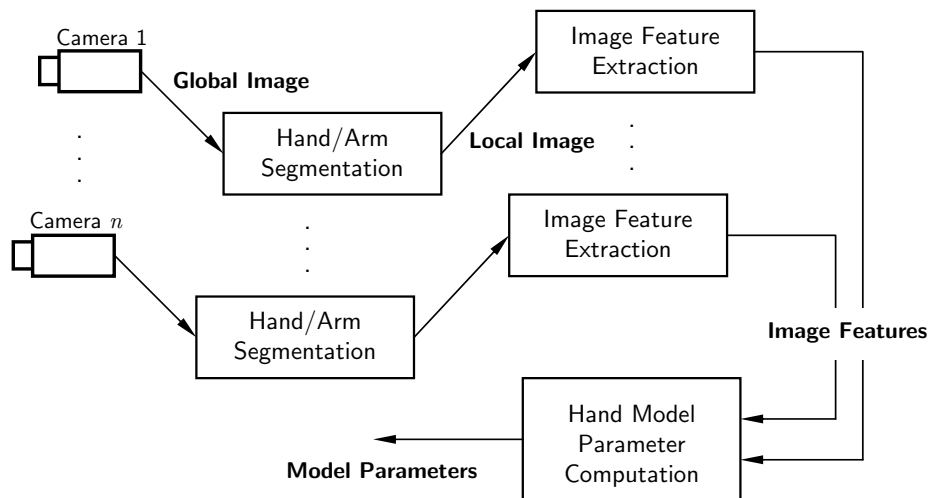 Camera 1
Global Image
Hand/Arm
Segmentation
Local Image
Image Feature
Extraction
Camera n
Hand/Arm
Segmentation
Image Feature
Extraction
Image Features
Hand Model
Parameter
Computation
Model Parameters